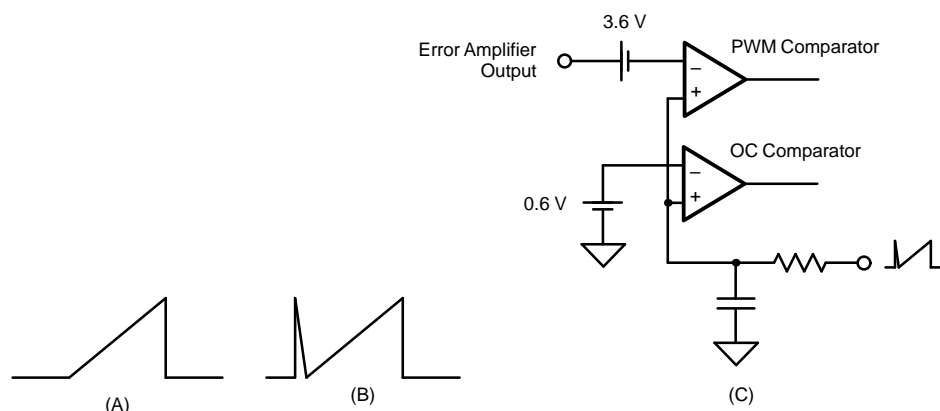 3.6 V
Error Amplifier
Output
PWM Comparator
–
+
OC Comparator
–
+
0.6 V
(A)
(B)
(C)